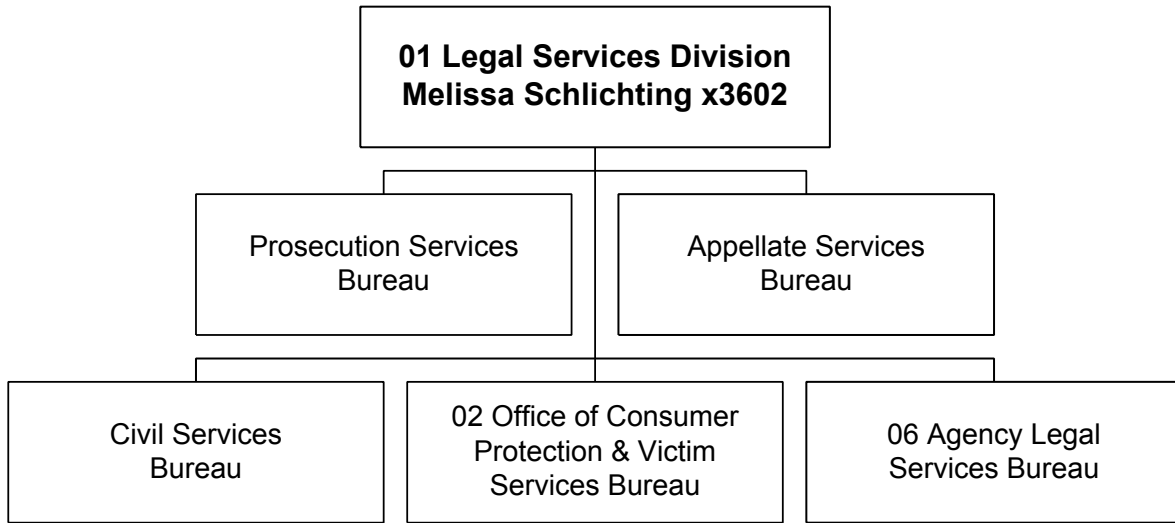 01 Legal Services Division
Melissa Schlichting x3602
Prosecution Services
Bureau
Appellate Services
Bureau
Civil Services
Bureau
02 Office of Consumer
Protection & Victim
Services Bureau
06 Agency Legal
Services Bureau